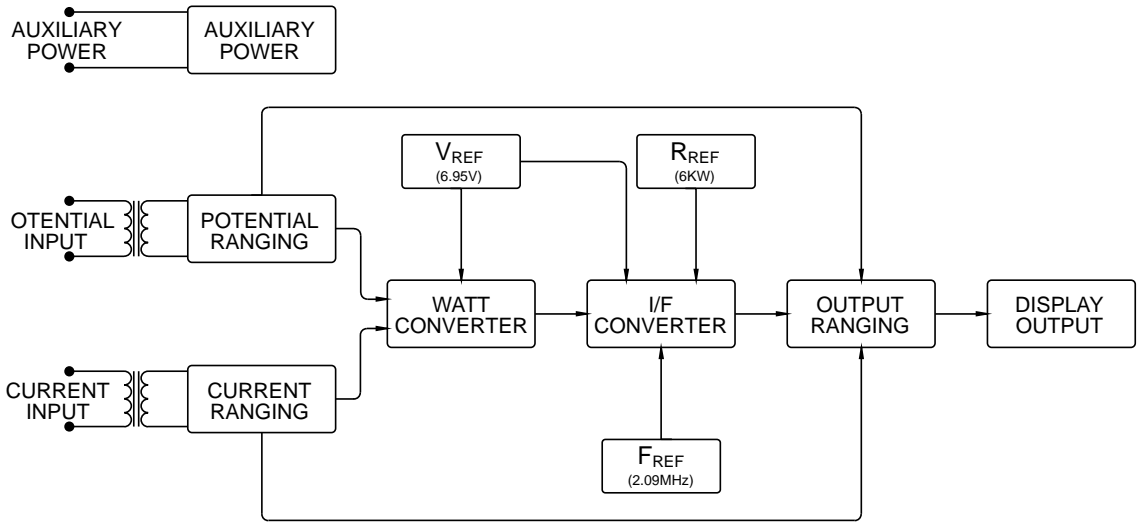 AUXILIARY
POWER
AUXILIARY
POWER
VREF
(6.95V)
RREF
(6KW)
OTENTIAL
INPUT
POTENTIAL
RANGING
WATT
CONVERTER
I/F
CONVERTER
OUTPUT
RANGING
DISPLAY
OUTPUT
CURRENT
INPUT
CURRENT
RANGING
FREF
(2.09MHz)